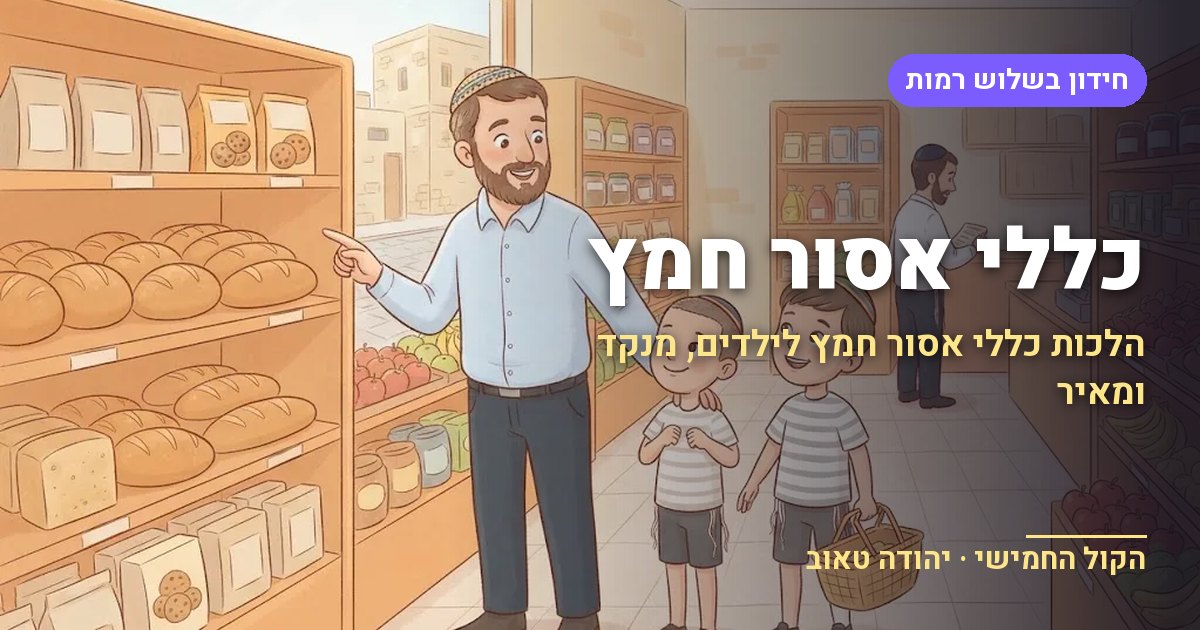 חידון בשלוש רמות
כללי אסור חמץ
הלכות כללי אסור חמץ לילדים, מנקד
ומאיר
הקול החמישי · יהודה טאוב